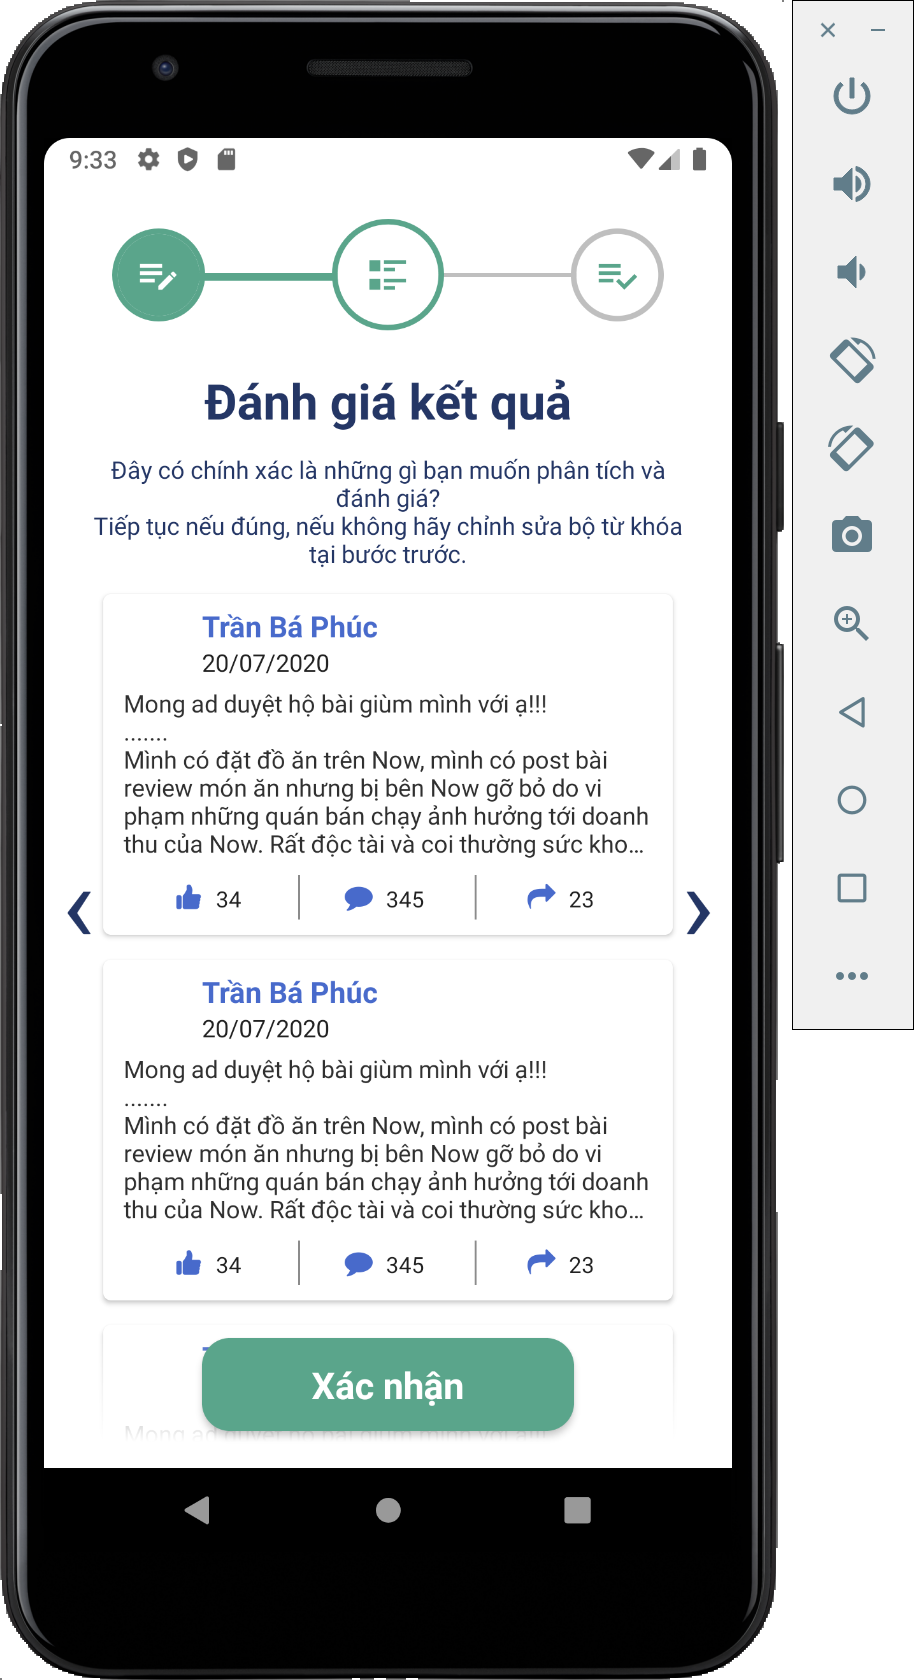 9:33
Đánh giá kết quả
Đây có chính xác là những gì bạn muốn phân tích và
đánh giá?
Tiếp tục nếu đúng, nếu không hãy chỉnh sửa bộ từ khóa
tại bước trước.
Trần Bá Phúc
20/07/2020
Mong ad duyệt hộ bài giùm mình với ạ!!!
.......
Mình có đặt đồ ăn trên Now, mình có post bài
review món ăn nhưng bị bên Now gỡ bỏ do vi
phạm những quán bán chạy ảnh hưởng tới doanh
thu của Now. Rất độc tài và coi thường sức kho...
34 345 23
Trần Bá Phúc
20/07/2020
Mong ad duyệt hộ bài giùm mình với ạ!!!
.......
Mình có đặt đồ ăn trên Now, mình có post bài
review món ăn nhưng bị bên Now gỡ bỏ do vi
phạm những quán bán chạy ảnh hưởng tới doanh
thu của Now. Rất độc tài và coi thường sức kho...
34 345 23
Xác nhận
Mong ad duyệt hộ bài giùm mình với ạ!!!